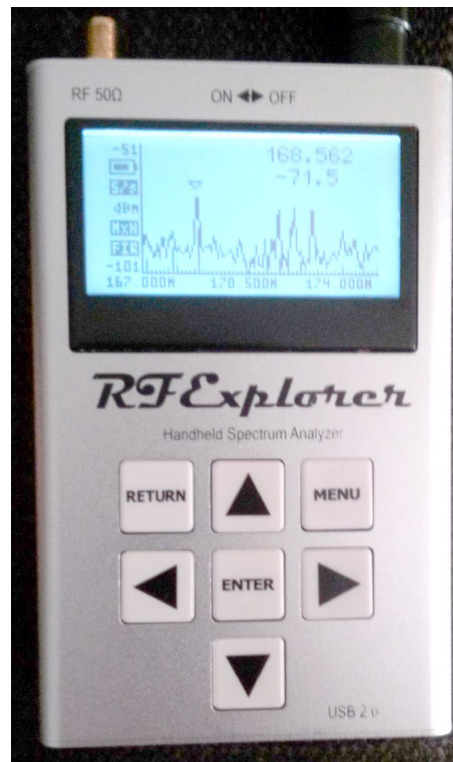 RF 50Ω ON OFF
-51
168.562
-71.5
dBm
MxH
FIR
-101
167.000M 170.500M 174.000M
RFExplorer
Handheld Spectrum Analyzer
RETURN MENU
ENTER
USB 2.0